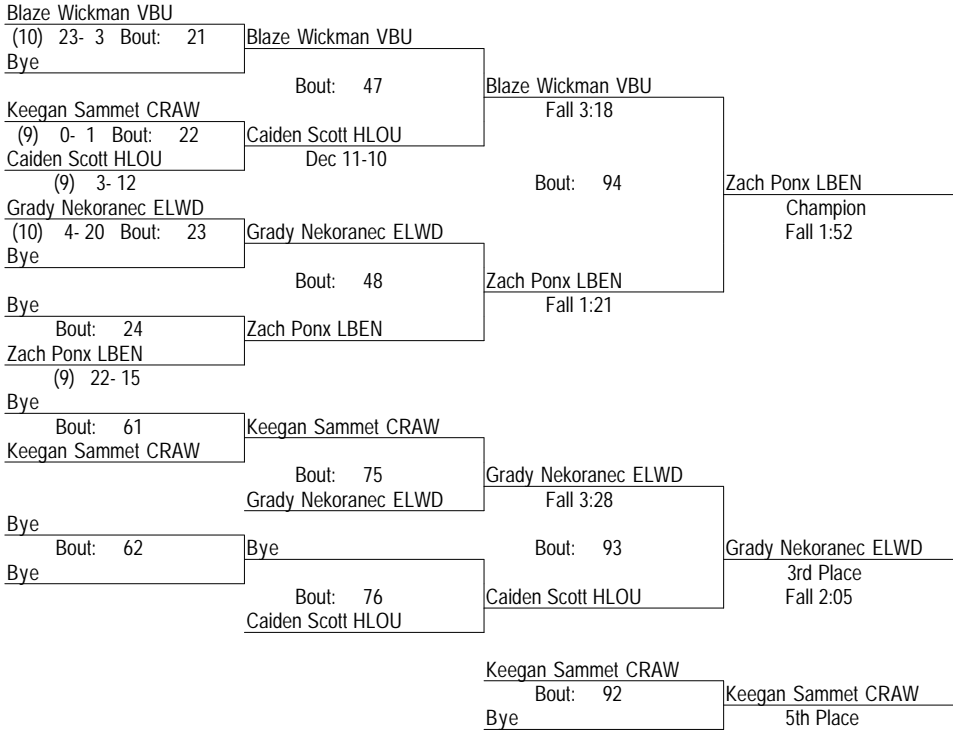 Blaze Wickman VBU
(10) 23- 3 Bout: 21
Bye
Blaze Wickman VBU
Bout: 47
Keegan Sammet CRAW
(9) 0- 1 Bout: 22
Caiden Scott HLOU
(9) 3- 12
Caiden Scott HLOU
Dec 11-10
Blaze Wickman VBU
Fall 3:18
Bout: 94
Grady Nekoranec ELWD
(10) 4- 20 Bout: 23
Bye
Grady Nekoranec ELWD
Bout: 48
Bye
Bout: 24
Zach Ponx LBEN
(9) 22- 15
Zach Ponx LBEN
Zach Ponx LBEN
Fall 1:21
Zach Ponx LBEN
Champion
Fall 1:52
Bye
Bout: 61
Keegan Sammet CRAW
Keegan Sammet CRAW
Bout: 75
Grady Nekoranec ELWD
Grady Nekoranec ELWD
Fall 3:28
Bout: 93
Bye
Bout: 62
Bye
Bye
Bout: 76
Caiden Scott HLOU
Caiden Scott HLOU
Grady Nekoranec ELWD
3rd Place
Fall 2:05
Keegan Sammet CRAW
Bout: 92
Bye
Keegan Sammet CRAW
5th Place